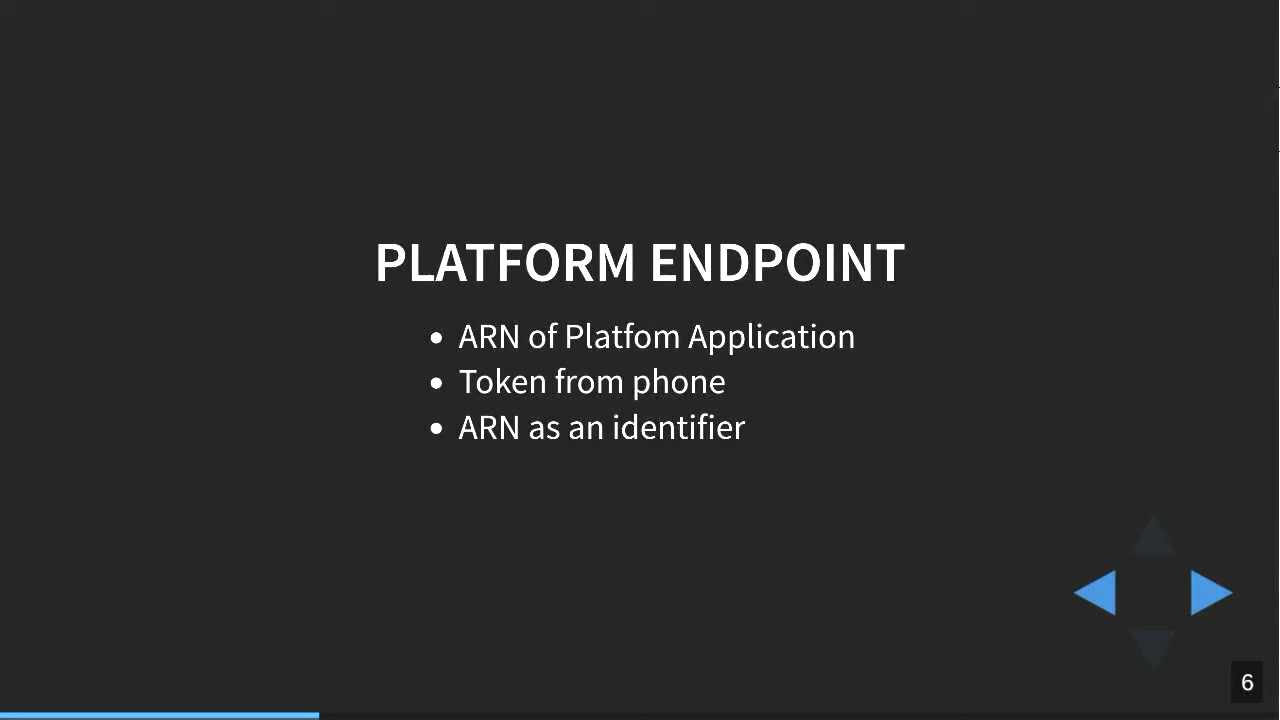 PLATFORM ENDPOINT
ARN of Platfom Application
Token from phone
ARN as an identifier
6